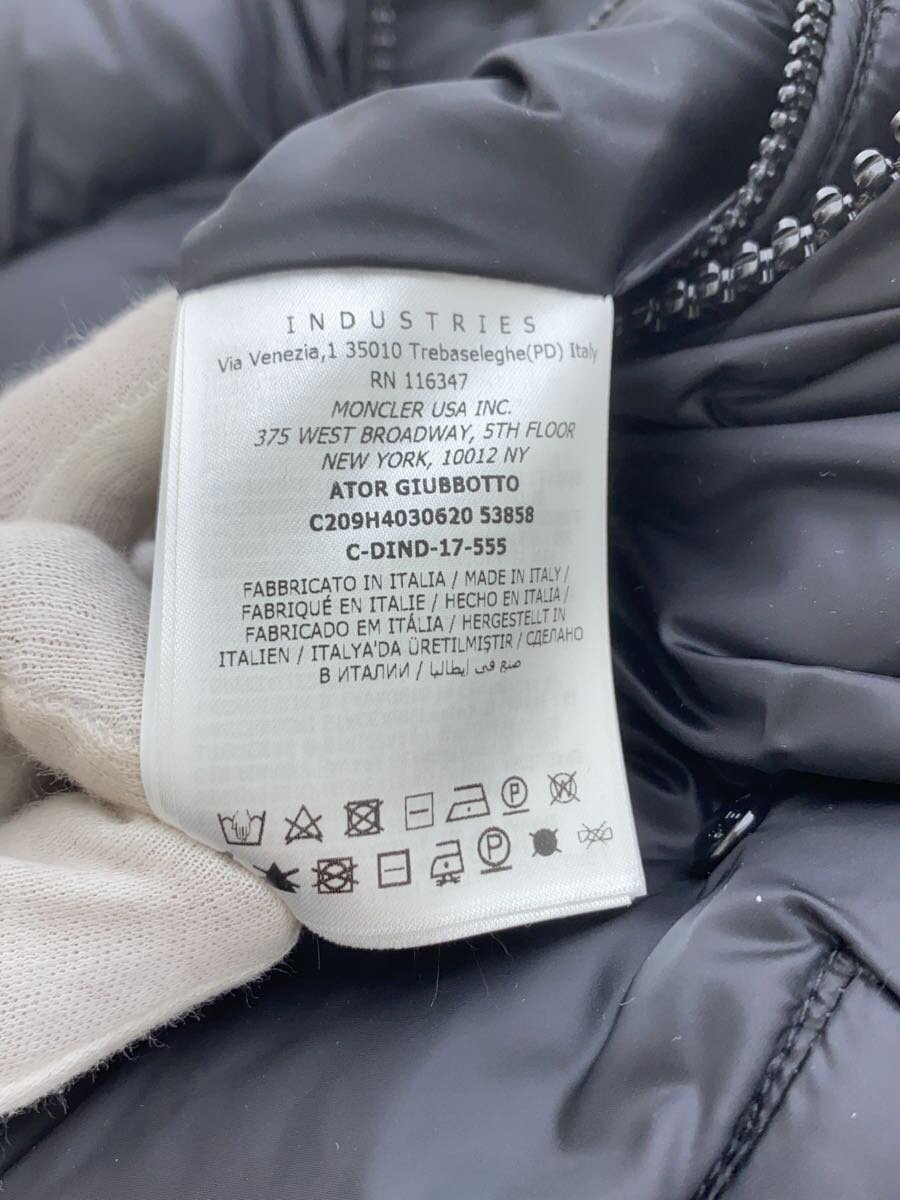 INDUSTRIES
Via Venezia,1 35010 Trebaseleghe(PD) Italy
RN 116347
MONCLER USA INC.
375 WEST BROADWAY, 5TH FLOOR
NEW YORK, 10012 NY
ATOR GIUBBOTTO
C209H4030620 53858
C-DIND-17-555
FABBRICATO IN ITALIA / MADE IN ITALY /
FABRIQUÉ EN ITALIE / HECHO EN ITALIA /
FABRICADO EM ITÁLIA / HERGESTELLT IN
ITALIEN / ITALYA'DA ÜRETILMIŞTIR / СДЕЛАНО
В ИТАЛИИ / صنع في إيطاليا
P W
P